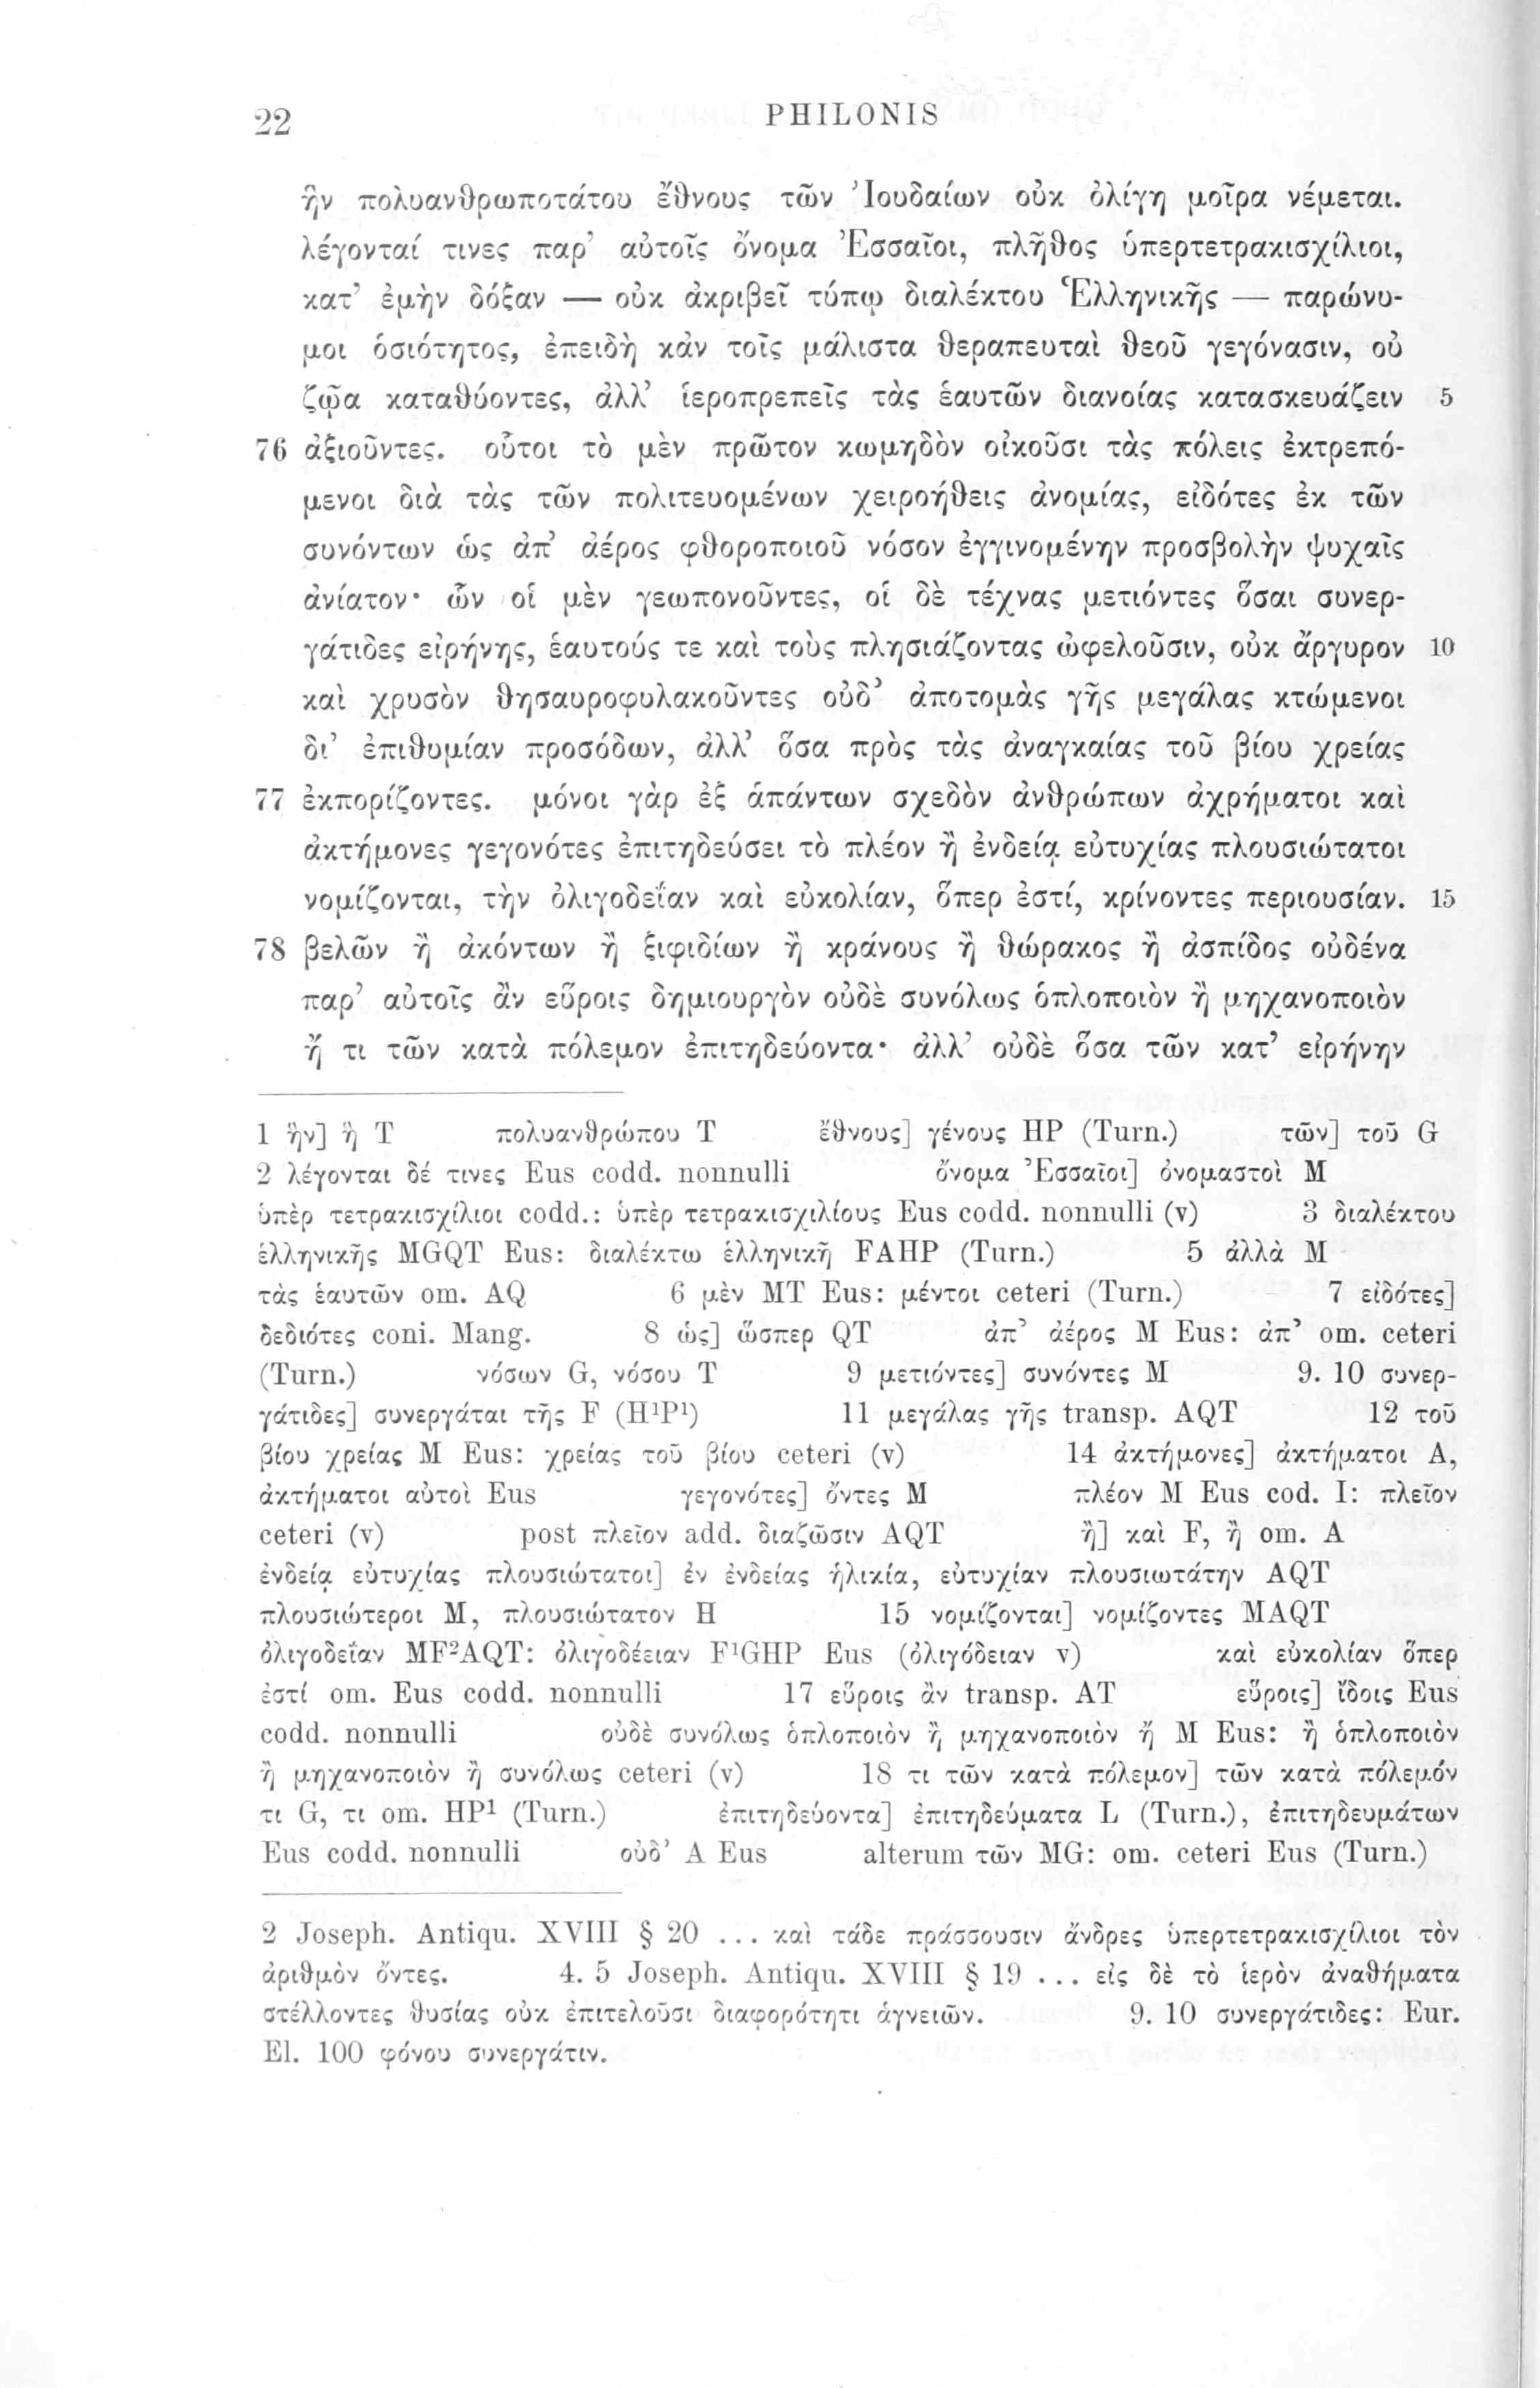 22
PHILONIS
ἣν πολυανθρωποτάτου ἔθνους τῶν Ἰουδαίων οὐκ ὀλίγη μοῖρα νέμεται.
λέγονταί τινες παρ’ αὐτοῖς ὄνομα Ἐσσαῖοι, πλῆθος ὑπερτετρακισχίλιοι,
κατ’ ἐμὴν δόξαν — οὐκ ἀκριβεῖ τύπῳ διαλέκτου Ἑλληνικῆς — παρώνυ-
μοι ὁσιότητος, ἐπειδὴ κἀν τοῖς μάλιστα θεραπευταὶ θεοῦ γεγόνασιν, οὐ
ζῷα καταθύοντες, ἀλλ’ ἱεροπρεπεῖς τὰς ἑαυτῶν διανοίας κατασκευάζειν 5
76 ἀξιοῦντες. οὗτοι τὸ μὲν πρῶτον κωμηδὸν οἰκοῦσι τὰς πόλεις ἐκτρεπό-
μενοι διὰ τὰς τῶν πολιτευομένων χειροήθεις ἀνομίας, εἰδότες ἐκ τῶν
συνόντων ὡς ἀπ’ ἀέρος φθοροποιοῦ νόσον ἐγγινομένην προσβολὴν ψυχαῖς
ἀνίατον· ὧν οἱ μὲν γεωπονοῦντες, οἱ δὲ τέχνας μετιόντες ὅσαι συνερ-
γάτιδες εἰρήνης, ἑαυτούς τε καὶ τοὺς πλησιάζοντας ὠφελοῦσιν, οὐκ ἄργυρον 10
καὶ χρυσὸν θησαυροφυλακοῦντες οὐδ’ ἀποτομὰς γῆς μεγάλας κτώμενοι
δι’ ἐπιθυμίαν προσόδων, ἀλλ’ ὅσα πρὸς τὰς ἀναγκαίας τοῦ βίου χρείας
77 ἐκπορίζοντες. μόνοι γὰρ ἐξ ἁπάντων σχεδὸν ἀνθρώπων ἀχρήματοι καὶ
ἀκτήμονες γεγονότες ἐπιτηδεύσει τὸ πλέον ἢ ἐνδείᾳ εὐτυχίας πλουσιώτατοι
νομίζονται, τὴν ὀλιγοδεΐαν καὶ εὐκολίαν, ὅπερ ἐστί, κρίνοντες περιουσίαν. 15
78 βελῶν ἢ ἀκόντων ἢ ξιφιδίων ἢ κράνους ἢ θώρακος ἢ ἀσπίδος οὐδένα
παρ’ αὐτοῖς ἂν εὕροις δημιουργὸν οὐδὲ συνόλως ὁπλοποιὸν ἢ μηχανοποιὸν
ἤ τι τῶν κατὰ πόλεμον ἐπιτηδεύοντα· ἀλλ’ οὐδὲ ὅσα τῶν κατ’ εἰρήνην
1 ἣν] ἢ T πολυανθρώπου T ἔθνους] γένους HP (Turn.) τῶν] τοῦ G
2 λέγονται δέ τινες Eus codd. nonnulli ὄνομα Ἐσσαῖοι] ὀνομαστοὶ M
ὑπὲρ τετρακισχίλιοι codd.: ὑπὲρ τετρακισχιλίους Eus codd. nonnulli (v) 3 διαλέκτου
ἑλληνικῆς MGQT Eus: διαλέκτω ἑλληνικῆ FAHP (Turn.) 5 ἀλλὰ M
τὰς ἑαυτῶν om. AQ 6 μὲν MT Eus: μέντοι ceteri (Turn.) 7 εἰδότες]
δεδιότες coni. Mang. 8 ὡς] ὥσπερ QT ἀπ’ ἀέρος M Eus: ἀπ’ om. ceteri
(Turn.) νόσων G, νόσου T 9 μετιόντες] συνόντες M 9. 10 συνερ-
γάτιδες] συνεργάται τῆς F (H¹P¹) 11 μεγάλας γῆς transp. AQT 12 τοῦ
βίου χρείας M Eus: χρείας τοῦ βίου ceteri (v) 14 ἀκτήμονες] ἀκτήματοι A,
ἀκτήματοι αὐτοὶ Eus γεγονότες] ὄντες M πλέον M Eus cod. I: πλεῖον
ceteri (v) post πλεῖον add. διαζῶσιν AQT ἢ] καὶ F, ἢ om. A
ἐνδείᾳ εὐτυχίας πλουσιώτατοι] ἐν ἐνδείας ἡλικία, εὐτυχίαν πλουσιωτάτην AQT
πλουσιώτεροι M, πλουσιώτατον H 15 νομίζονται] νομίζοντες MAQT
ὀλιγοδεΐαν MF²AQT: ὀλιγοδέειαν F¹GHP Eus (ὀλιγόδειαν v) καὶ εὐκολίαν ὅπερ
ἐστί om. Eus codd. nonnulli 17 εὕροις ἂν transp. AT εὕροις] ἴδοις Eus
codd. nonnulli οὐδὲ συνόλως ὁπλοποιὸν ἢ μηχανοποιὸν ἤ M Eus: ἢ ὁπλοποιὸν
ἢ μηχανοποιὸν ἢ συνόλως ceteri (v) 18 τι τῶν κατὰ πόλεμον] τῶν κατὰ πόλεμόν
τι G, τι om. HP¹ (Turn.) ἐπιτηδεύοντα] ἐπιτηδεύματα L (Turn.), ἐπιτηδευμάτων
Eus codd. nonnulli οὐδ’ A Eus alterum τῶν MG: om. ceteri Eus (Turn.)
2 Joseph. Antiqu. XVIII § 20 ... καὶ τάδε πράσσουσιν ἄνδρες ὑπερτετρακισχίλιοι τὸν
ἀριθμὸν ὄντες. 4. 5 Joseph. Antiqu. XVIII § 19 ... εἰς δὲ τὸ ἱερὸν ἀναθήματα
στέλλοντες θυσίας οὐκ ἐπιτελοῦσι διαφορότητι ἁγνειῶν. 9. 10 συνεργάτιδες: Eur.
El. 100 φόνου συνεργάτιν.